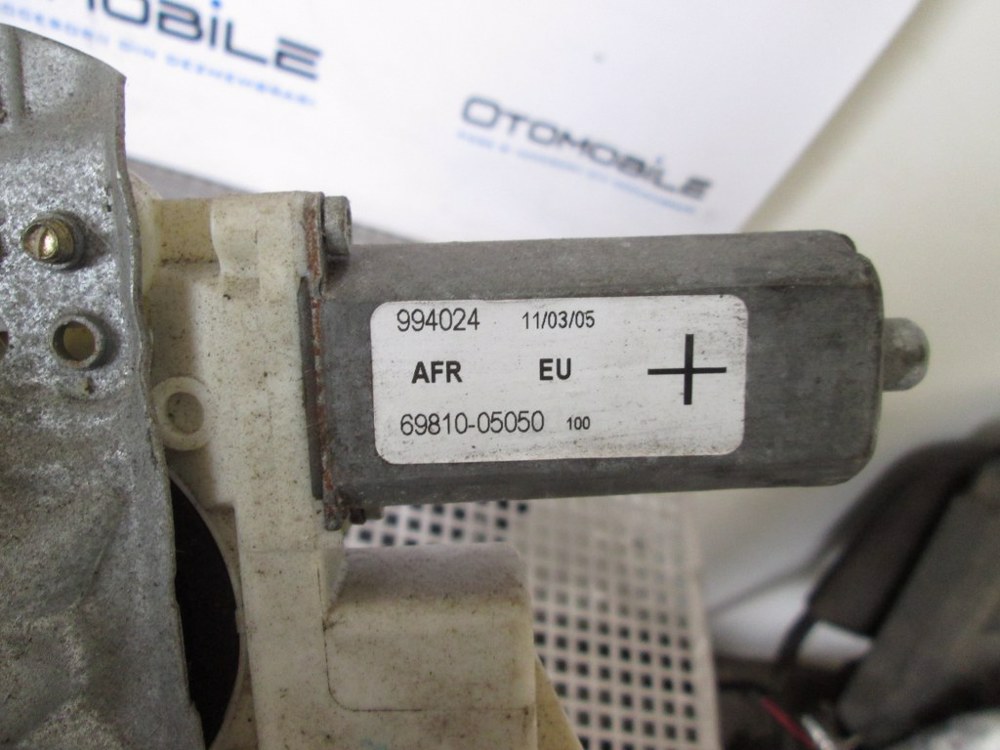 OBILE
OTOMOBILE
994024 11/03/05
AFR EU
69810-05050 100